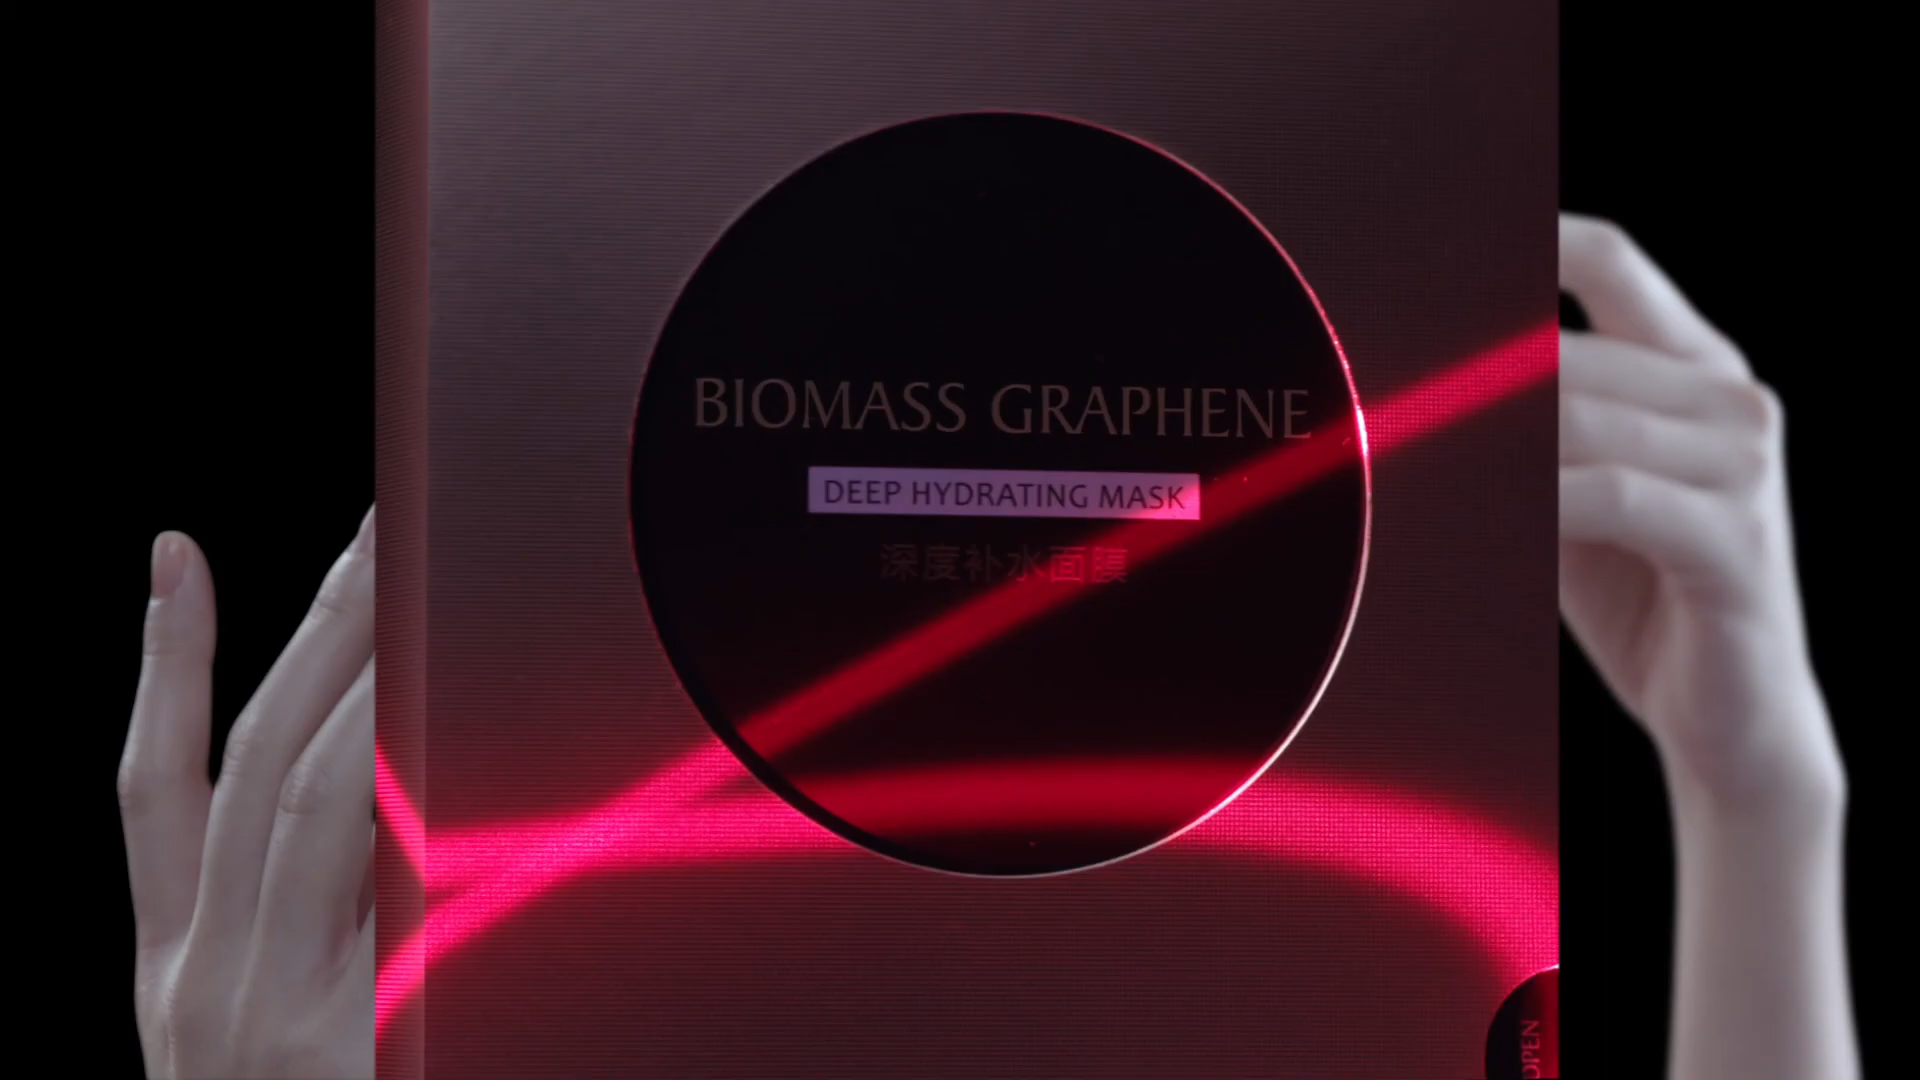 BIOMASS GRAPHENE
DEEP HYDRATING MASK
深度补水面膜
OPEN